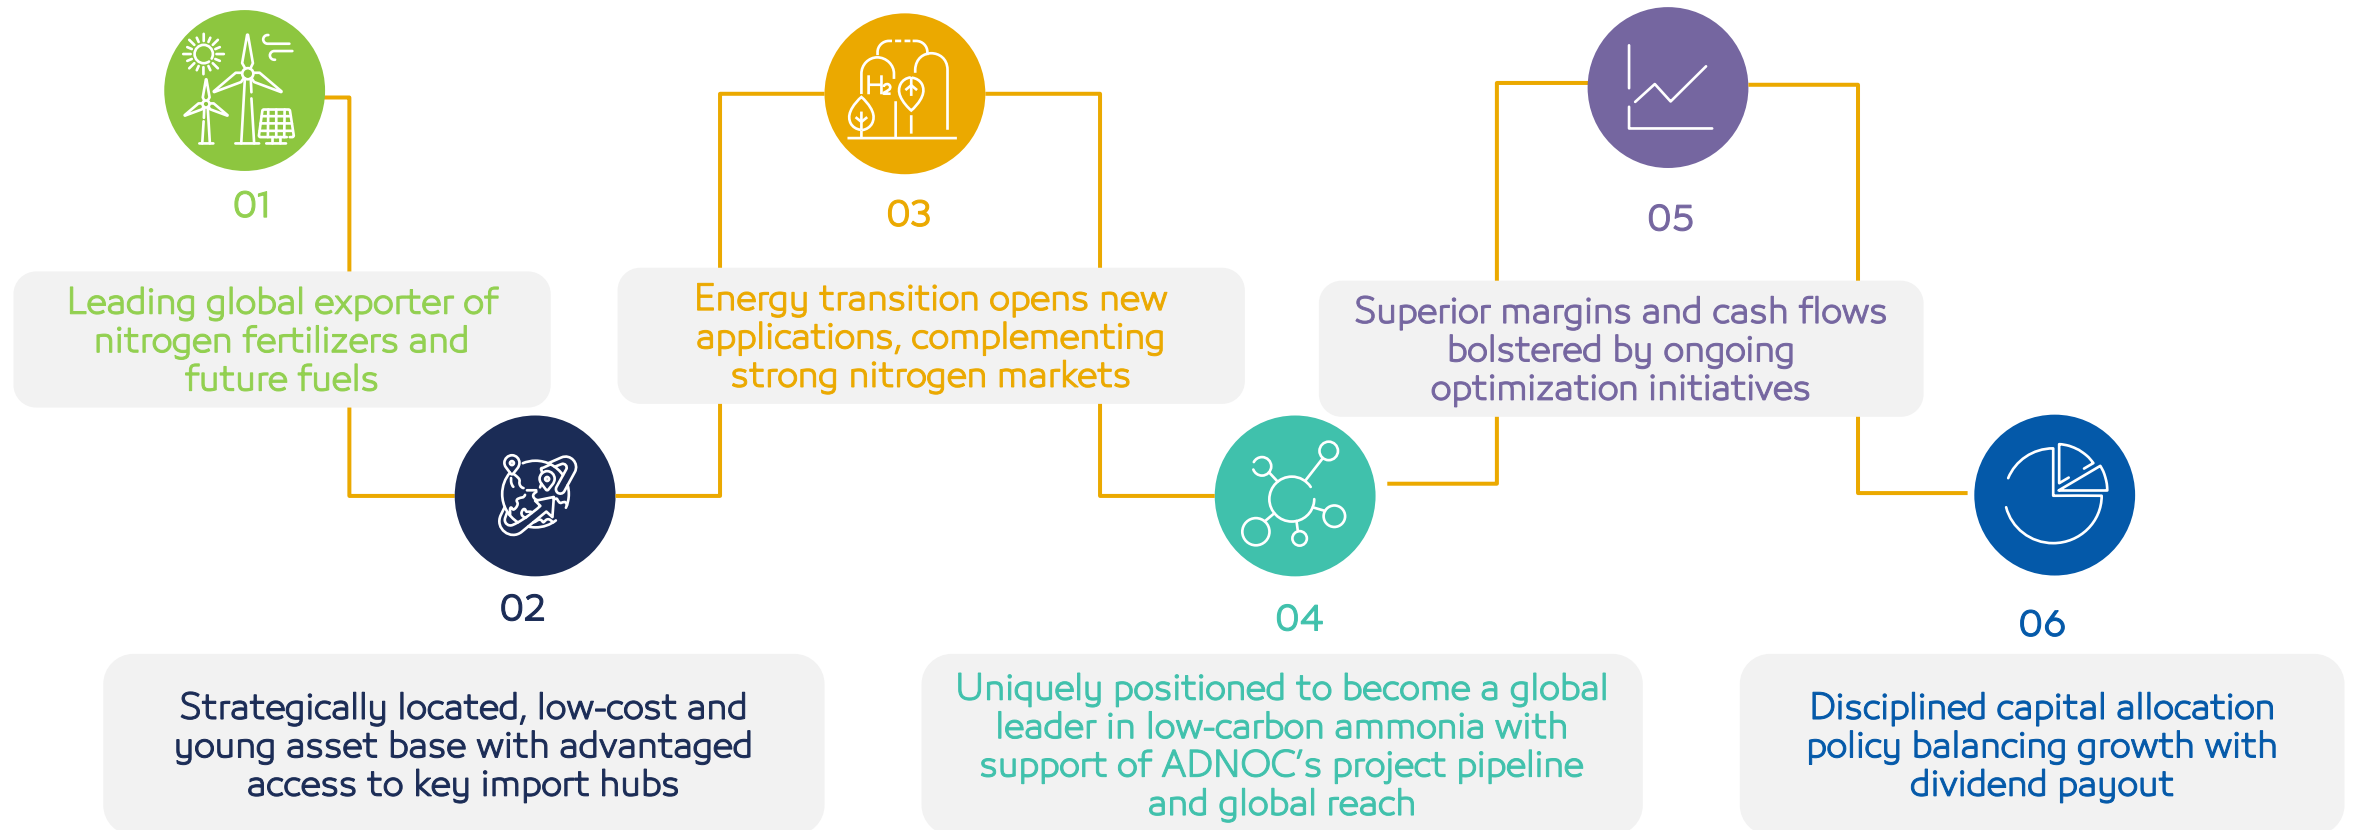 01
Leading global exporter of
nitrogen fertilizers and
future fuels
02
Strategically located, low-cost and
young asset base with advantaged
access to key import hubs
H2
03
Energy transition opens new
applications, complementing
strong nitrogen markets
04
Uniquely positioned to become a global
leader in low-carbon ammonia with
support of ADNOC’s project pipeline
and global reach
05
Superior margins and cash flows
bolstered by ongoing
optimization initiatives
06
Disciplined capital allocation
policy balancing growth with
dividend payout